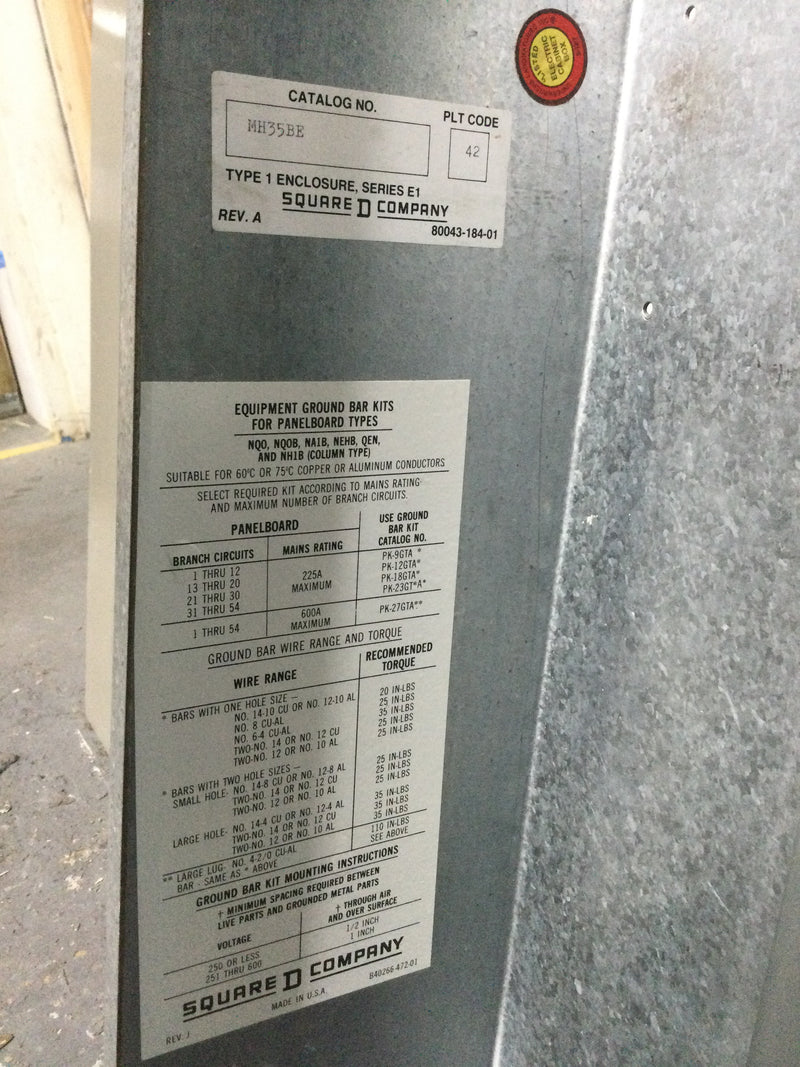 LISTED
ELECTRIC
CABINET
BOX
CATALOG NO.
MH35BE
PLT CODE
42
TYPE 1 ENCLOSURE, SERIES E1
SQUARE D COMPANY
REV. A
80043-184-01
EQUIPMENT GROUND BAR KITS
FOR PANELBOARD TYPES
NQO, NQOB, NA1B, NEHB, QEN,
AND NH1B (COLUMN TYPE)
SUITABLE FOR 60°C OR 75°C COPPER OR ALUMINUM CONDUCTORS
SELECT REQUIRED KIT ACCORDING TO MAINS RATING
AND MAXIMUM NUMBER OF BRANCH CIRCUITS.
PANELBOARD
USE GROUND
BAR KIT
CATALOG NO.
BRANCH CIRCUITS
MAINS RATING
1 THRU 12
13 THRU 20
21 THRU 30
31 THRU 54
225A
MAXIMUM
PK-9GTA *
PK-12GTA*
PK-18GTA*
PK-23GT*A*
1 THRU 54
600A
MAXIMUM
PK-27GTA**
GROUND BAR WIRE RANGE AND TORQUE
WIRE RANGE
RECOMMENDED
TORQUE
* BARS WITH ONE HOLE SIZE –
NO. 14-10 CU OR NO. 12-10 AL
NO. 8 CU-AL
NO. 6-4 CU-AL
TWO-NO. 14 OR NO. 12 CU
TWO-NO. 12 OR NO. 10 AL
20 IN-LBS
25 IN-LBS
35 IN-LBS
25 IN-LBS
25 IN-LBS
* BARS WITH TWO HOLE SIZES –
SMALL HOLE- NO. 14-8 CU OR NO. 12-8 AL
TWO-NO. 14 OR NO. 12 CU
TWO-NO. 12 OR NO. 10 AL
25 IN-LBS
25 IN-LBS
25 IN-LBS
LARGE HOLE- NO. 14-4 CU OR NO. 12-4 AL
TWO-NO. 14 OR NO. 12 CU
TWO-NO. 12 OR NO. 10 AL
35 IN-LBS
35 IN-LBS
35 IN-LBS
** LARGE LUG. NO. 4-2/0 CU-AL
BAR - SAME AS * ABOVE
110 IN-LBS
SEE ABOVE
GROUND BAR KIT MOUNTING INSTRUCTIONS
† MINIMUM SPACING REQUIRED BETWEEN
LIVE PARTS AND GROUNDED METAL PARTS
VOLTAGE
† THROUGH AIR
AND OVER SURFACE
250 OR LESS
251 THRU 600
1/2 INCH
1 INCH
SQUARE D COMPANY
MADE IN U.S.A.
B40266-472-01
REV. J